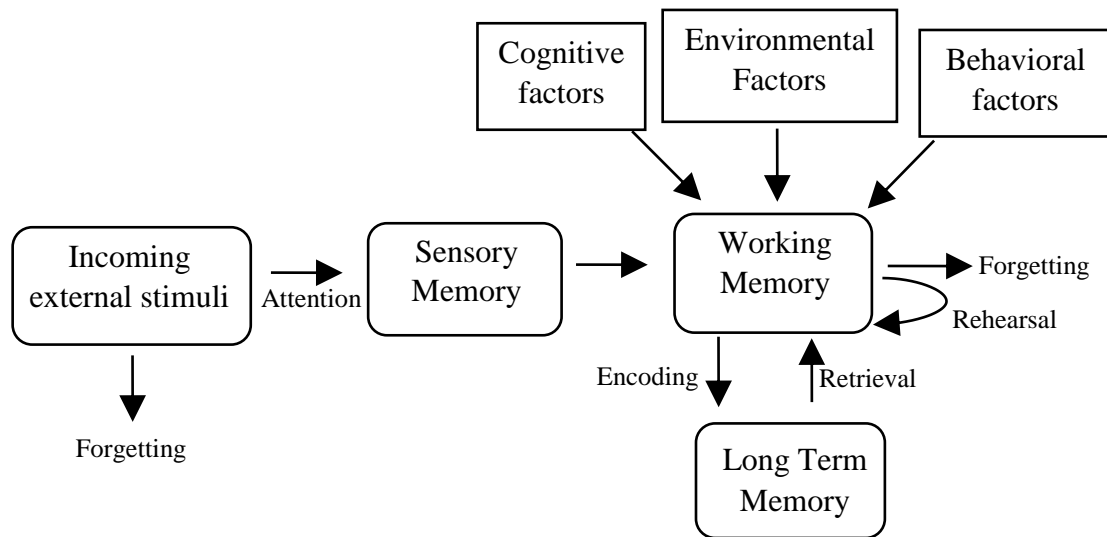 Cognitive
factors
Environmental
Factors
Behavioral
factors
Incoming
external stimuli
Attention
Sensory
Memory
Working
Memory
Forgetting
Rehearsal
Encoding
Retrieval
Forgetting
Long Term
Memory